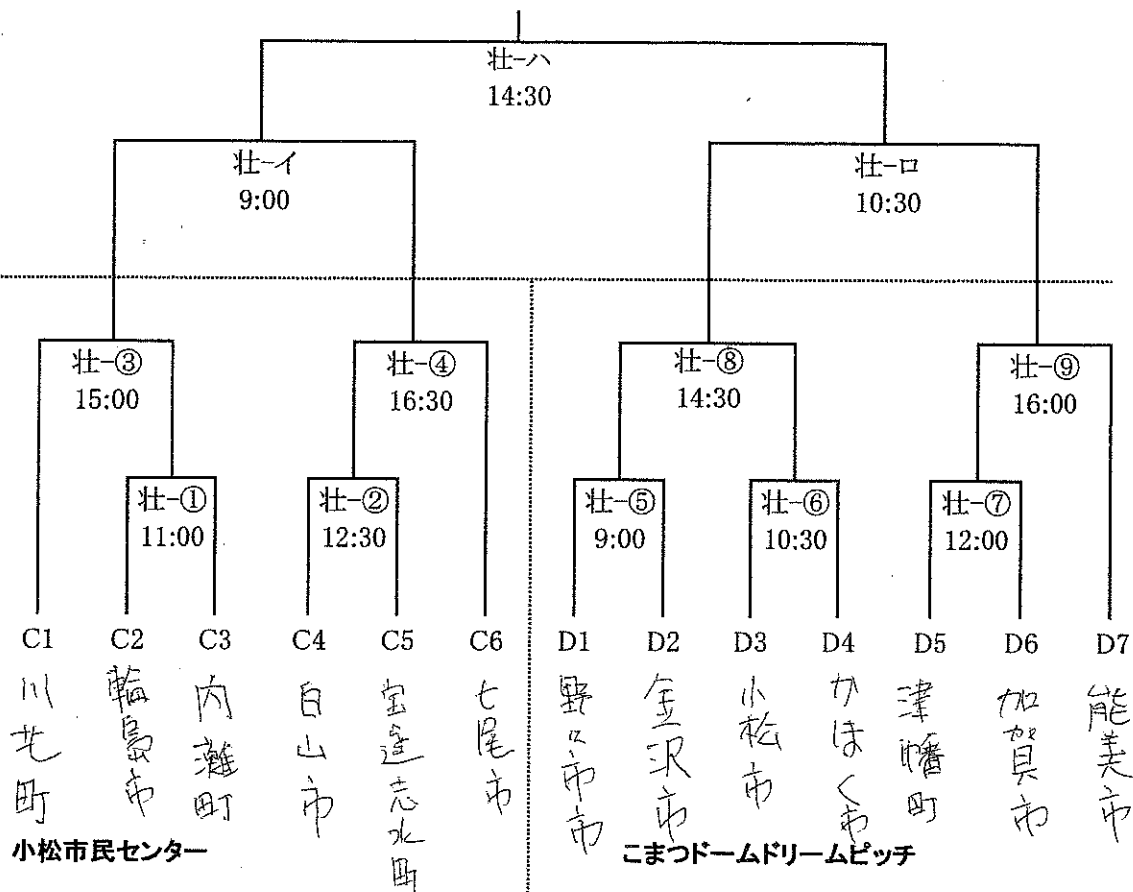 壮-ハ
14:30
壮-イ
9:00
壮-ロ
10:30
壮-③
15:00
壮-④
16:30
壮-⑧
14:30
壮-⑨
16:00
壮-①
11:00
壮-②
12:30
壮-⑤
9:00
壮-⑥
10:30
壮-⑦
12:00
C1 C2 C3 C4 C5 C6 D1 D2 D3 D4 D5 D6 D7
川北町
輪島市
内灘町
白山市
宝達志水町
七尾市
野々市市
金沢市
小松市
かほく市
津幡町
加賀市
能美市
小松市民センター
こまつドームドリームピッチ